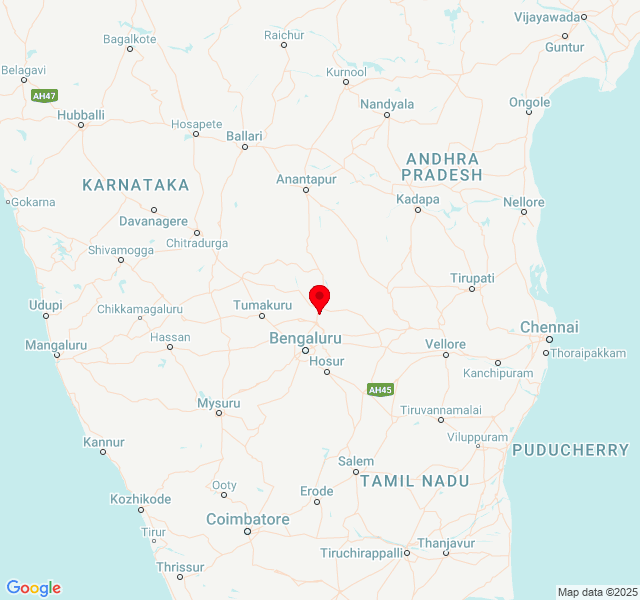 Vijayawada
Raichur
Bagalkote
Guntur
Belagavi
Kurnool
AH47
Nandyala
Ongole
Hubballi
Hosapete
Ballari
ANDHRA
PRADESH
Anantapur
KARNATAKA
Kadapa
Gokarna
Nellore
Davanagere
Chitradurga
Shivamogga
Tirupati
Udupi
Chikkamagaluru
Tumakuru
Chennai
Hassan
Bengaluru
Mangaluru
Vellore
Thoraipakkam
Hosur
Kanchipuram
AH45
Mysuru
Tiruvannamalai
Viluppuram
Kannur
PUDUCHERRY
Salem
TAMIL NADU
Ooty
Erode
Kozhikode
Coimbatore
Tirur
Thanjavur
Tiruchirappalli
Thrissur
Google
Map data ©2025